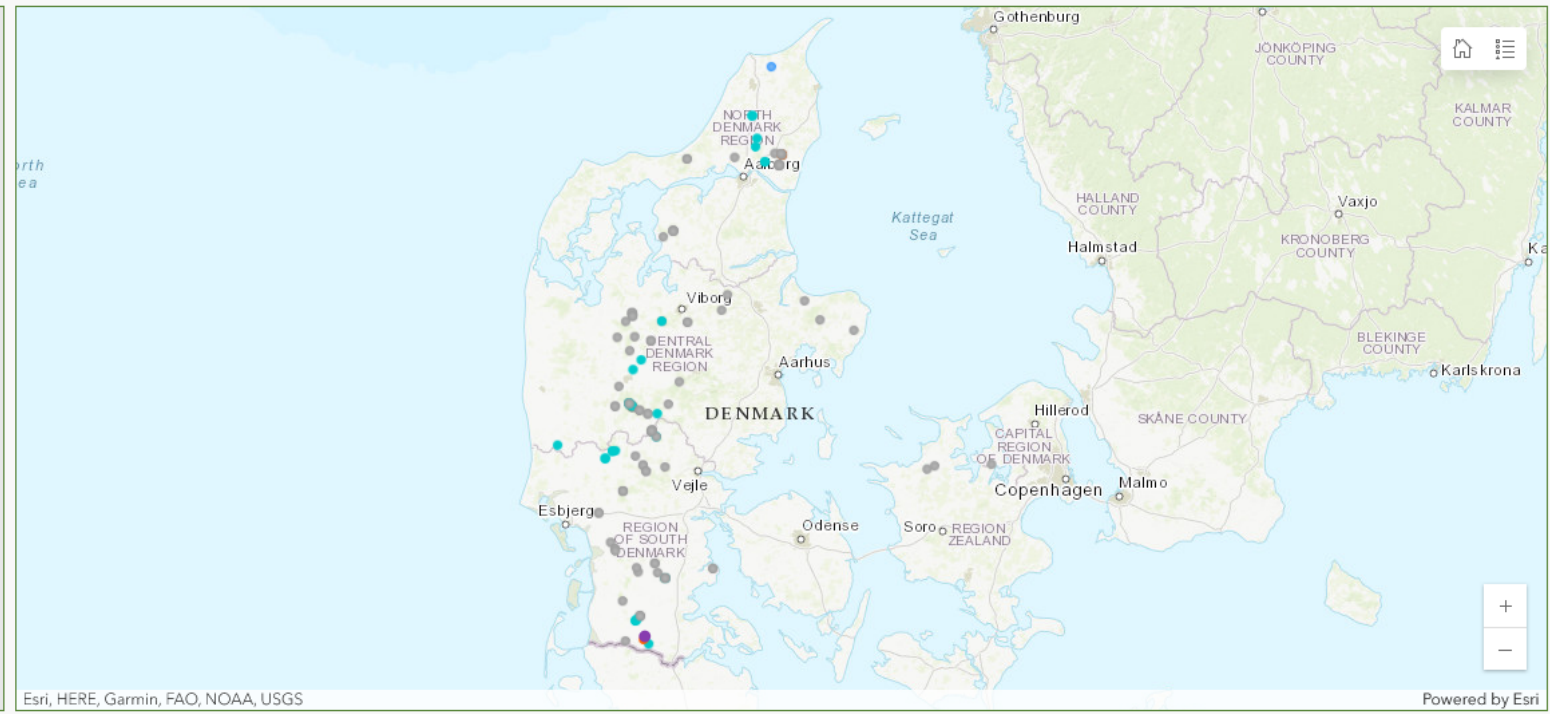 Gothenburg
JÖNKÖPING
COUNTY
KALMAR
COUNTY
NORTH
DENMARK
REGION
Aalborg
orth
ea
Kattegat
Sea
HALLAND
COUNTY
Vaxjo
KRONOBERG
COUNTY
Halmstad
Ka
Viborg
CENTRAL
DENMARK
REGION
Aarhus
BLEKINGE
COUNTY
Karlskrona
DENMARK
Hillerod
SKÅNE COUNTY
CAPITAL
REGION
OF DENMARK
Vejle
Copenhagen
Malmo
Esbjerg
REGION
OF SOUTH
DENMARK
Odense
Soro
REGION
ZEALAND
+
−
Esri, HERE, Garmin, FAO, NOAA, USGS
Powered by Esri